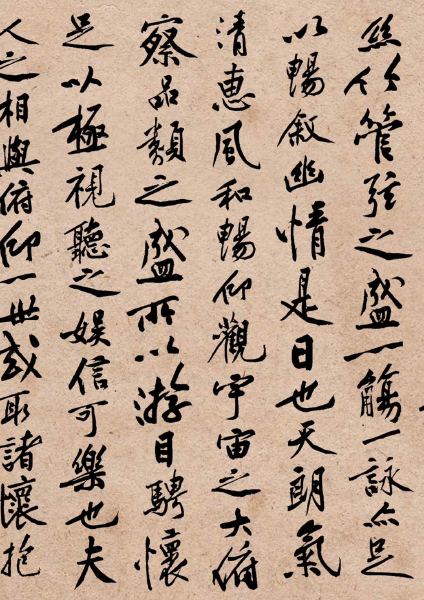 絲竹管弦之盛一觴一詠亦足
以暢敘幽情是日也天朗氣
清惠風和暢仰觀宇宙之大俯
察品類之盛所以遊目騁懷
足以極視聽之娛信可樂也夫
人之相與俯仰一世或取諸懷抱